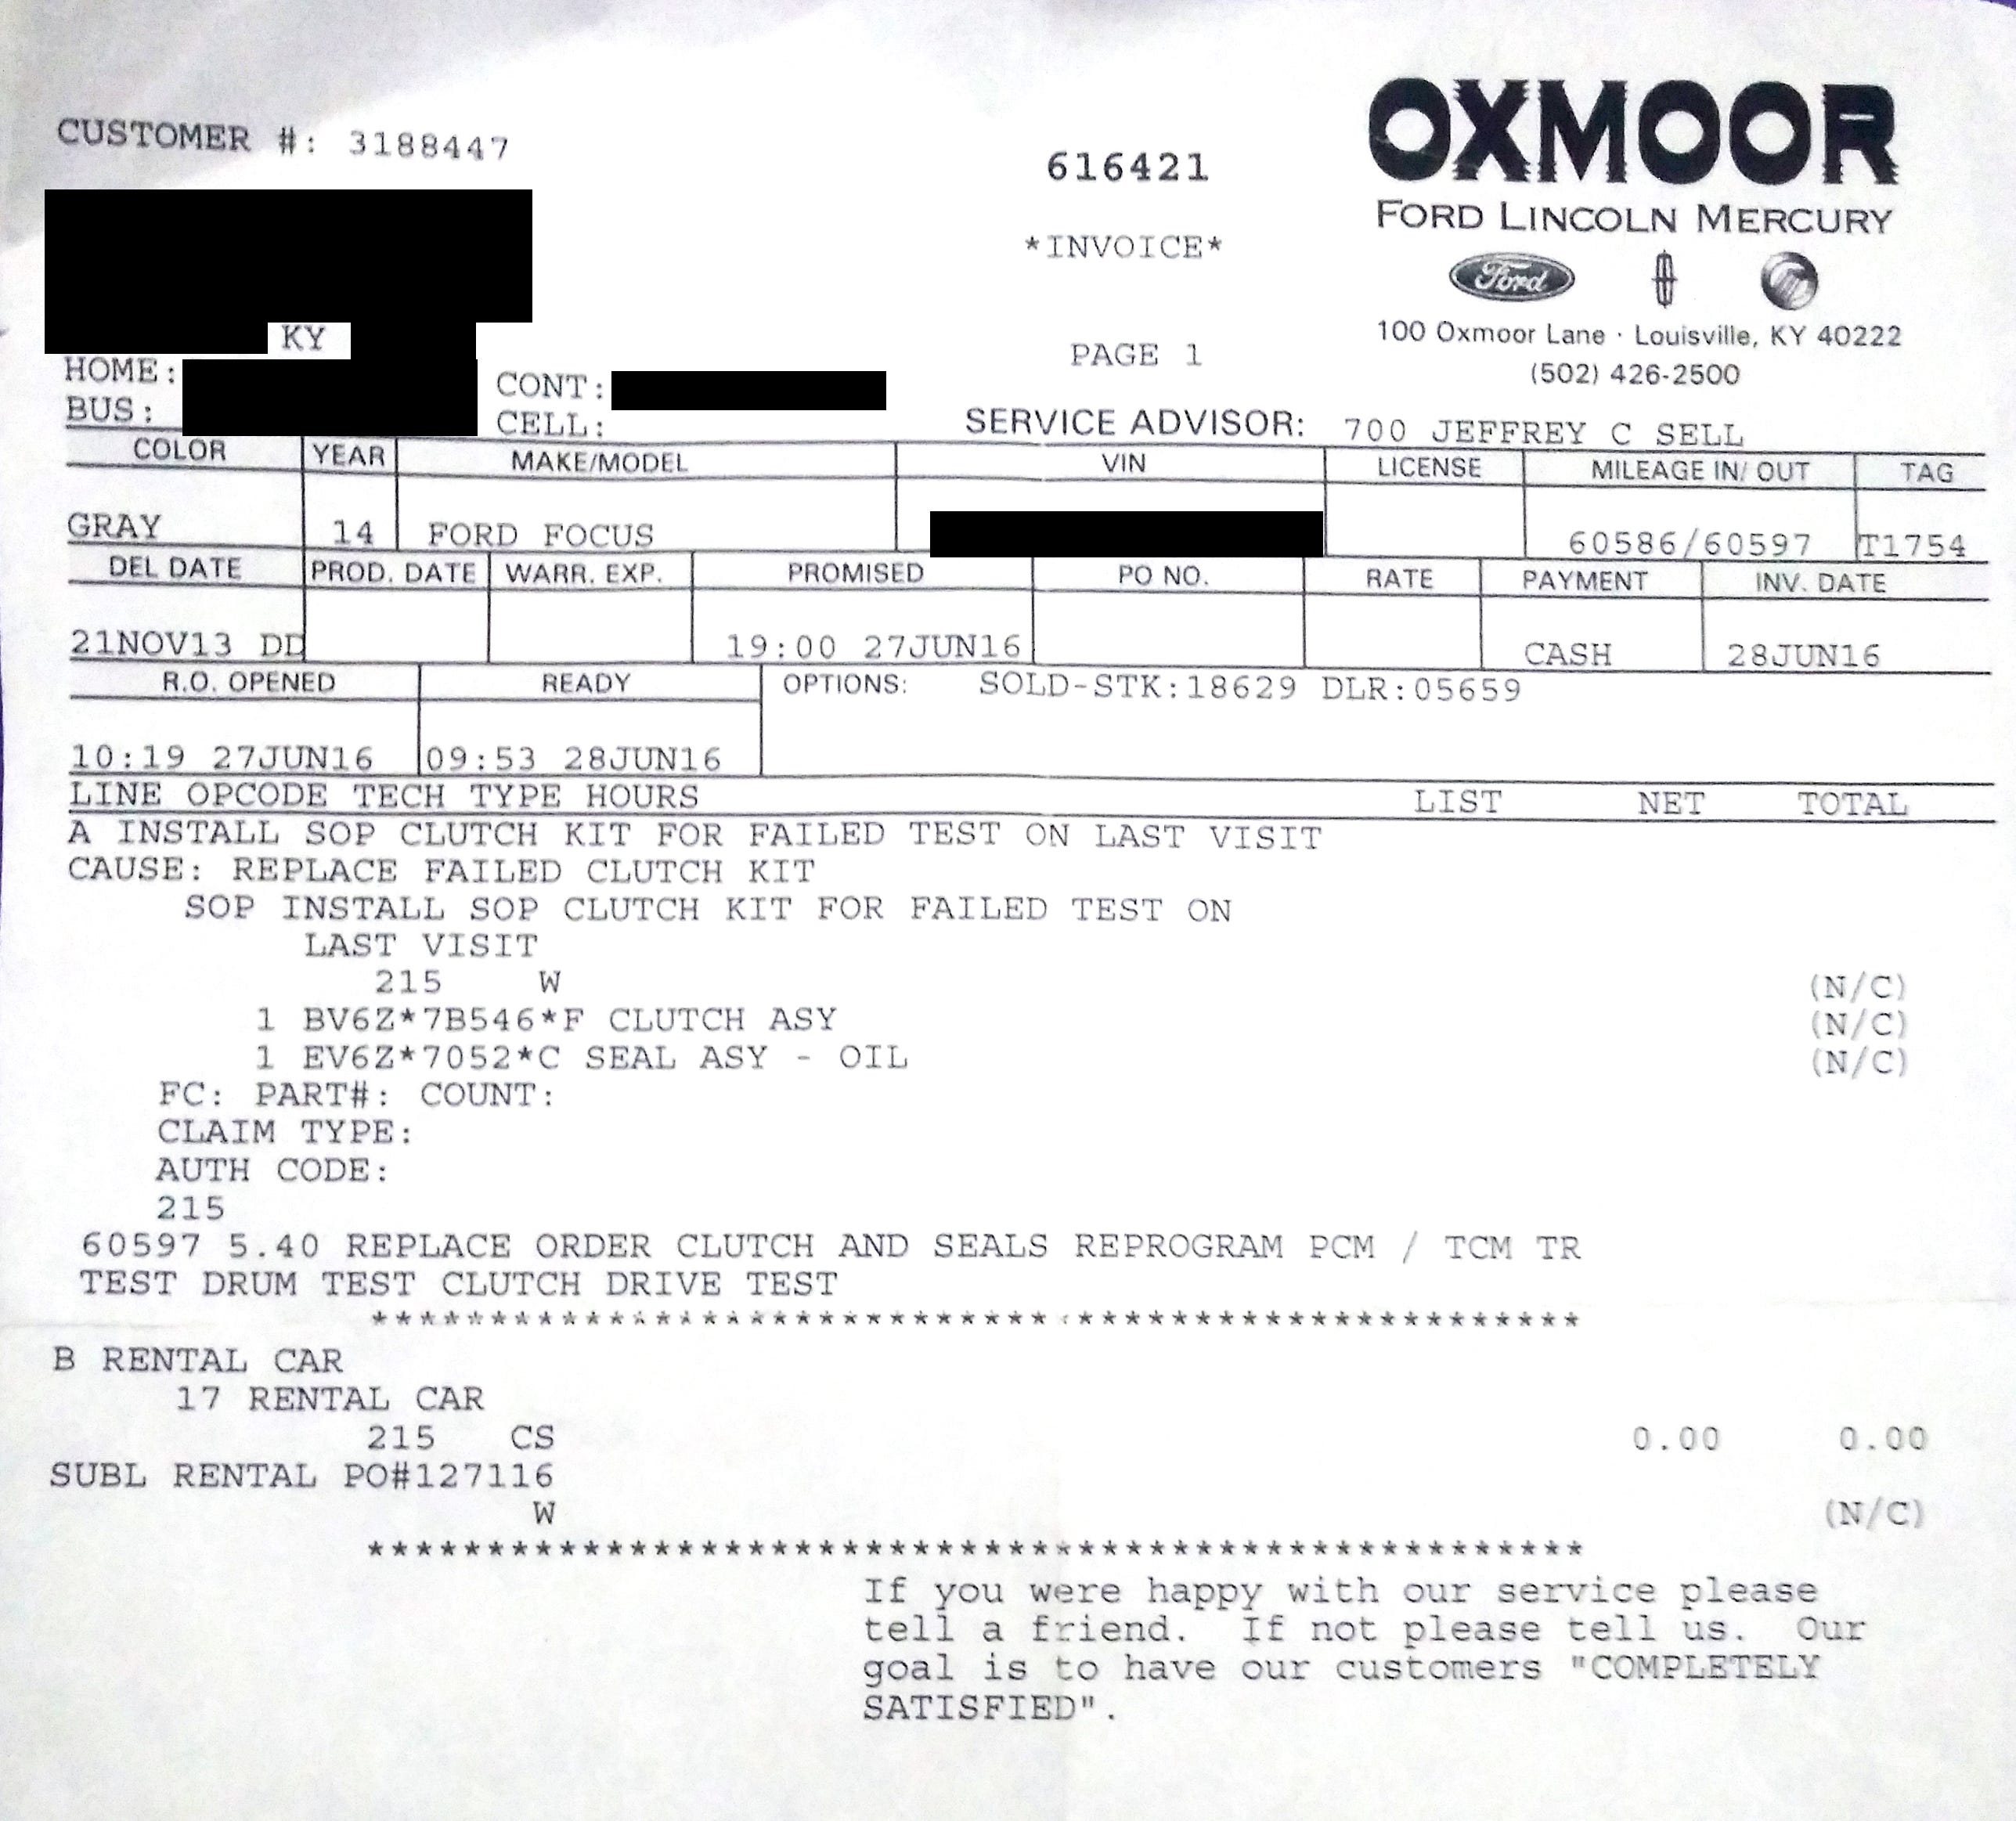 CUSTOMER #: 3188447
616421
*INVOICE*
OXMOOR
FORD LINCOLN MERCURY
Ford
100 Oxmoor Lane · Louisville, KY 40222
(502) 426-2500
KY
PAGE 1
HOME:
CONT:
BUS:
CELL:
SERVICE ADVISOR: 700 JEFFREY C SELL
COLOR YEAR MAKE/MODEL VIN LICENSE MILEAGE IN/ OUT TAG
GRAY 14 FORD FOCUS 60586/60597 T1754
DEL DATE PROD. DATE WARR. EXP. PROMISED PO NO. RATE PAYMENT INV. DATE
21NOV13 DD 19:00 27JUN16 CASH 28JUN16
R.O. OPENED READY OPTIONS: SOLD-STK:18629 DLR:05659
10:19 27JUN16 09:53 28JUN16
LINE OPCODE TECH TYPE HOURS LIST NET TOTAL
A INSTALL SOP CLUTCH KIT FOR FAILED TEST ON LAST VISIT
CAUSE: REPLACE FAILED CLUTCH KIT
SOP INSTALL SOP CLUTCH KIT FOR FAILED TEST ON
LAST VISIT
215 W (N/C)
1 BV6Z*7B546*F CLUTCH ASY (N/C)
1 EV6Z*7052*C SEAL ASY - OIL (N/C)
FC: PART#: COUNT:
CLAIM TYPE:
AUTH CODE:
215
60597 5.40 REPLACE ORDER CLUTCH AND SEALS REPROGRAM PCM / TCM TR
TEST DRUM TEST CLUTCH DRIVE TEST
***************************************************
B RENTAL CAR
17 RENTAL CAR
215 CS 0.00 0.00
SUBL RENTAL PO#127116
W (N/C)
****************************************************
If you were happy with our service please
tell a friend. If not please tell us. Our
goal is to have our customers "COMPLETELY
SATISFIED".